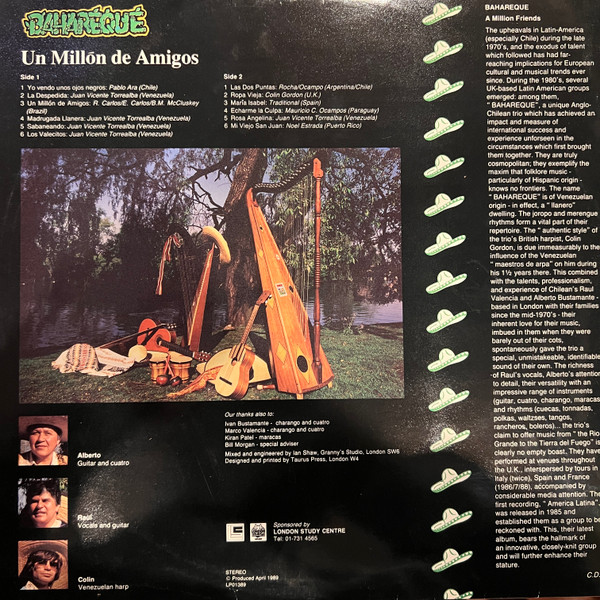 BAHAREQUE
Un Millón de Amigos
Side 1
1 Yo vendo unos ojos negros: Pablo Ara (Chile)
2 La Despedida: Juan Vicente Torrealba (Venezuela)
3 Un Millón de Amigos: R. Carlos/E. Carlos/B.M. McCluskey
(Brazil)
4 Madrugada Llanera: Juan Vicente Torrealba (Venezuela)
5 Sabaneando: Juan Vicente Torrealba (Venezuela)
6 Los Valecitos: Juan Vicente Torrealba (Venezuela)
Side 2
1 Las Dos Puntas: Rocha/Ocampo (Argentina/Chile)
2 Ropa Vieja: Colin Gordon (U.K.)
3 María Isabel: Traditional (Spain)
4 Echarme la Culpa: Mauricio C. Ocampos (Paraguay)
5 Rosa Angelina: Juan Vicente Torrealba (Venezuela)
6 Mi Viejo San Juan: Noel Estrada (Puerto Rico)
Alberto
Guitar and cuatro
Raul
Vocals and guitar
Colin
Venezuelan harp
Our thanks also to:
Ivan Bustamante - charango and cuatro
Marco Valencia - charango and cuatro
Kiran Patel - maracas
Bill Morgan - special adviser
Mixed and engineered by Ian Shaw, Granny's Studio, London SW6
Designed and printed by Taurus Press, London W4
Sponsored by
LONDON STUDY CENTRE
Tel: 01-731 4565
STEREO
© Produced April 1989
LP01389
BAHAREQUE
A Million Friends
The upheavals in Latin-America
(especially Chile) during the late
1970's, and the exodus of talent
which followed has had far-
reaching implications for European
cultural and musical trends ever
since. During the 1980's, several
UK-based Latin American groups
emerged: among them,
" BAHAREQUE", a unique Anglo-
Chilean trio which has achieved an
impact and measure of
international success and
experience unforseen in the
circumstances which first brought
them together. They are truly
cosmopolitan; they exemplify the
maxim that folklore music -
particularly of Hispanic origin -
knows no frontiers. The name
" BAHAREQUE" is of Venezuelan
origin - in effect, a " llanero"
dwelling. The joropo and merengue
rhythms form a vital part of their
repertoire. The " authentic style" of
the trio's British harpist, Colin
Gordon, is due immeasurably to the
influence of the Venezuelan
" maestros de arpa" on him during
his 1½ years there. This combined
with the talents, professionalism,
and experience of Chilean's Raul
Valencia and Alberto Bustamante -
based in London with their families
since the mid-1970's - their
inherent love for their music,
imbued in them when they were
barely out of their cots,
spontaneously gave the trio a
special, unmistakeable, identifiable
sound of their own. The richness
of Raul's vocals, Alberto's attention
to detail, their versatility with an
impressive range of instruments
(guitar, cuatro, charango, maracas
and rhythms (cuecas, tonnadas,
polkas, waltzes, tangos,
rancheros, boleros)... the trio's
claim to offer music from " the Rio
Grande to the Tierra del Fuego" is
clearly no empty boast. They have
performed at venues throughout
the U.K., interspersed by tours in
Italy (twice), Spain and France
(1986/7/88), accompanied by
considerable media attention. The
first recording, " America Latina",
was released in 1985 and
established them as a group to be
reckoned with. This, their latest
album, bears the hallmark of
an innovative, closely-knit group
and will further enhance their
stature.
C.D.